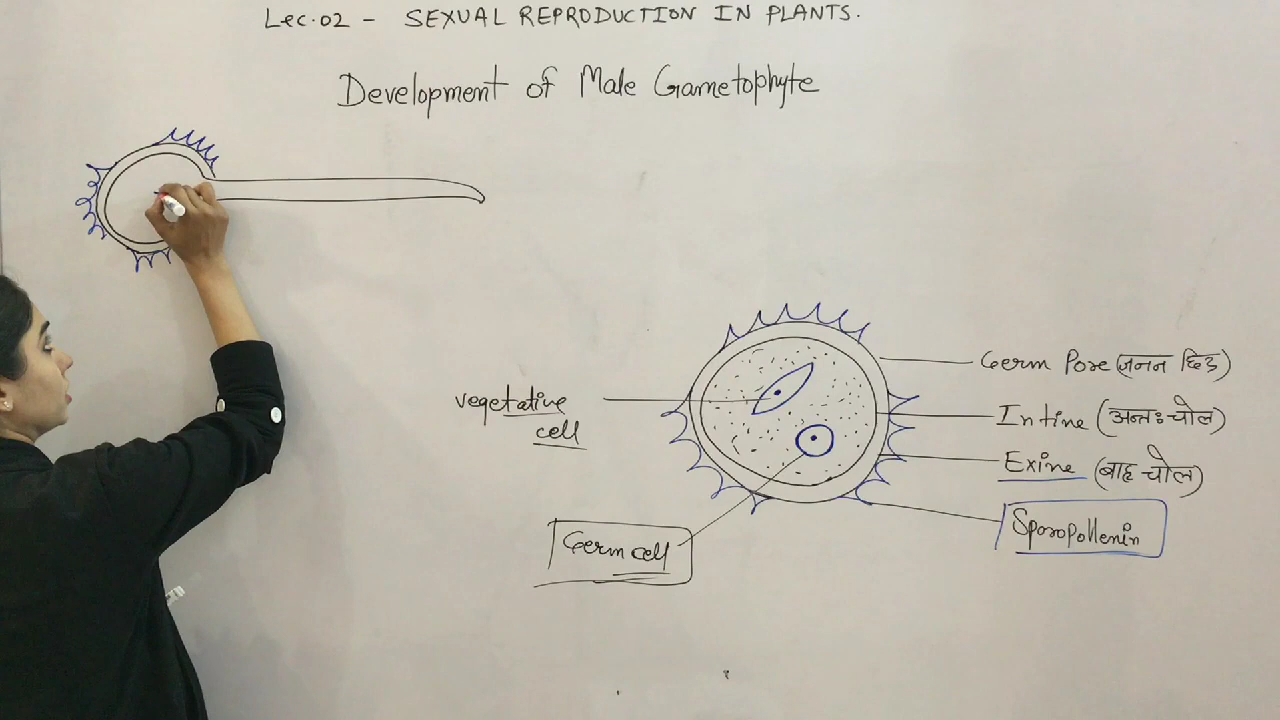 Lec.02 - SEXUAL REPRODUCTION IN PLANTS.
Development of Male Gametophyte
Germ Pore (जनन छिद्र)
vegetative
cell
Intine (अन्तः चोल)
Exine (बाह्य चोल)
Sporopollenin
Germ cell